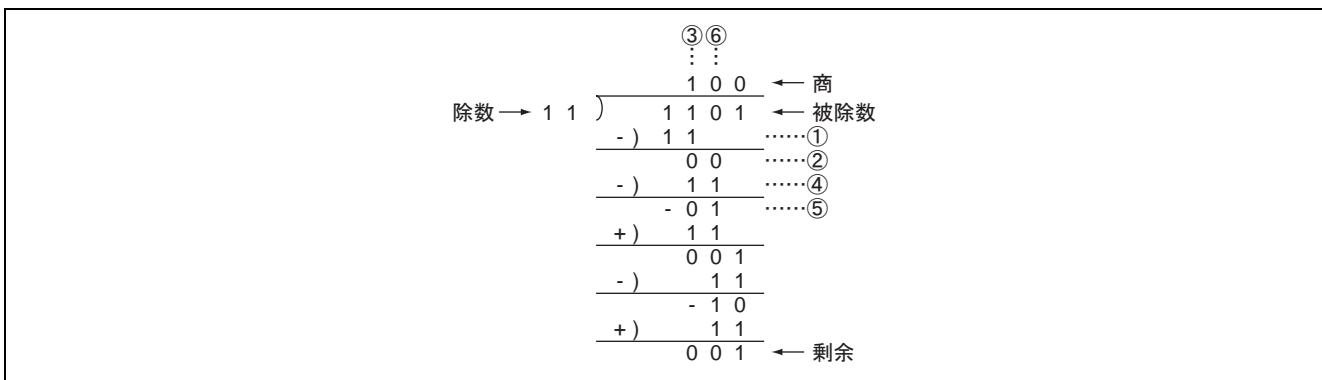 ③⑥
⋮ ⋮
1 0 0 ← 商
除数 → 1 1 ) 1 1 0 1 ← 被除数
- ) 1 1 ……①
0 0 ……②
- ) 1 1 ……④
- 0 1 ……⑤
+ ) 1 1
0 0 1
- ) 1 1
- 1 0
+ ) 1 1
0 0 1 ← 剰余